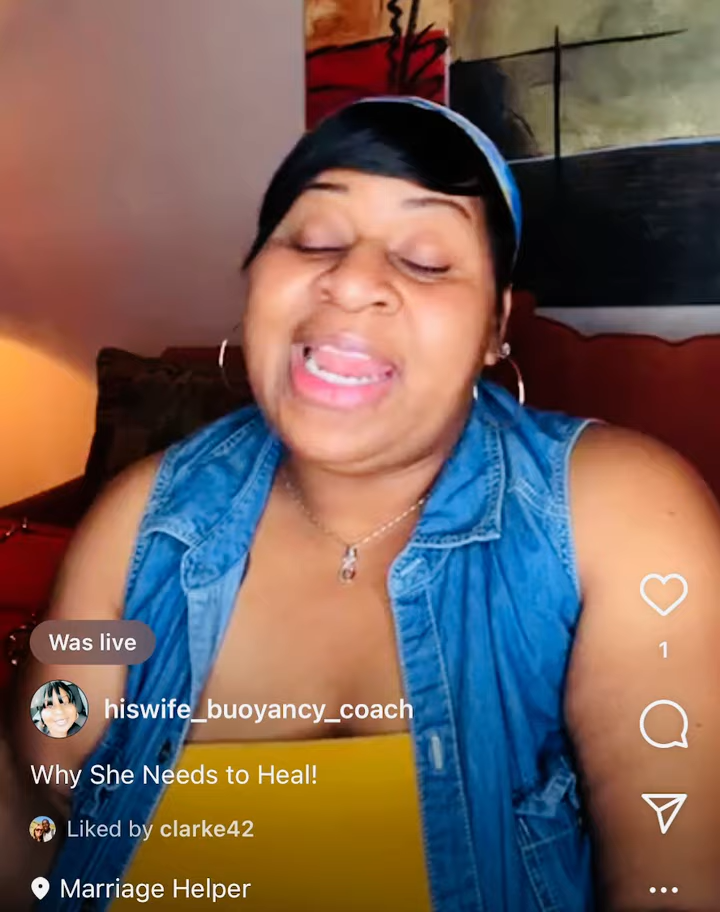 Was live
hiswife_buoyancy_coach
Why She Needs to Heal!
Liked by clarke42
Marriage Helper
1